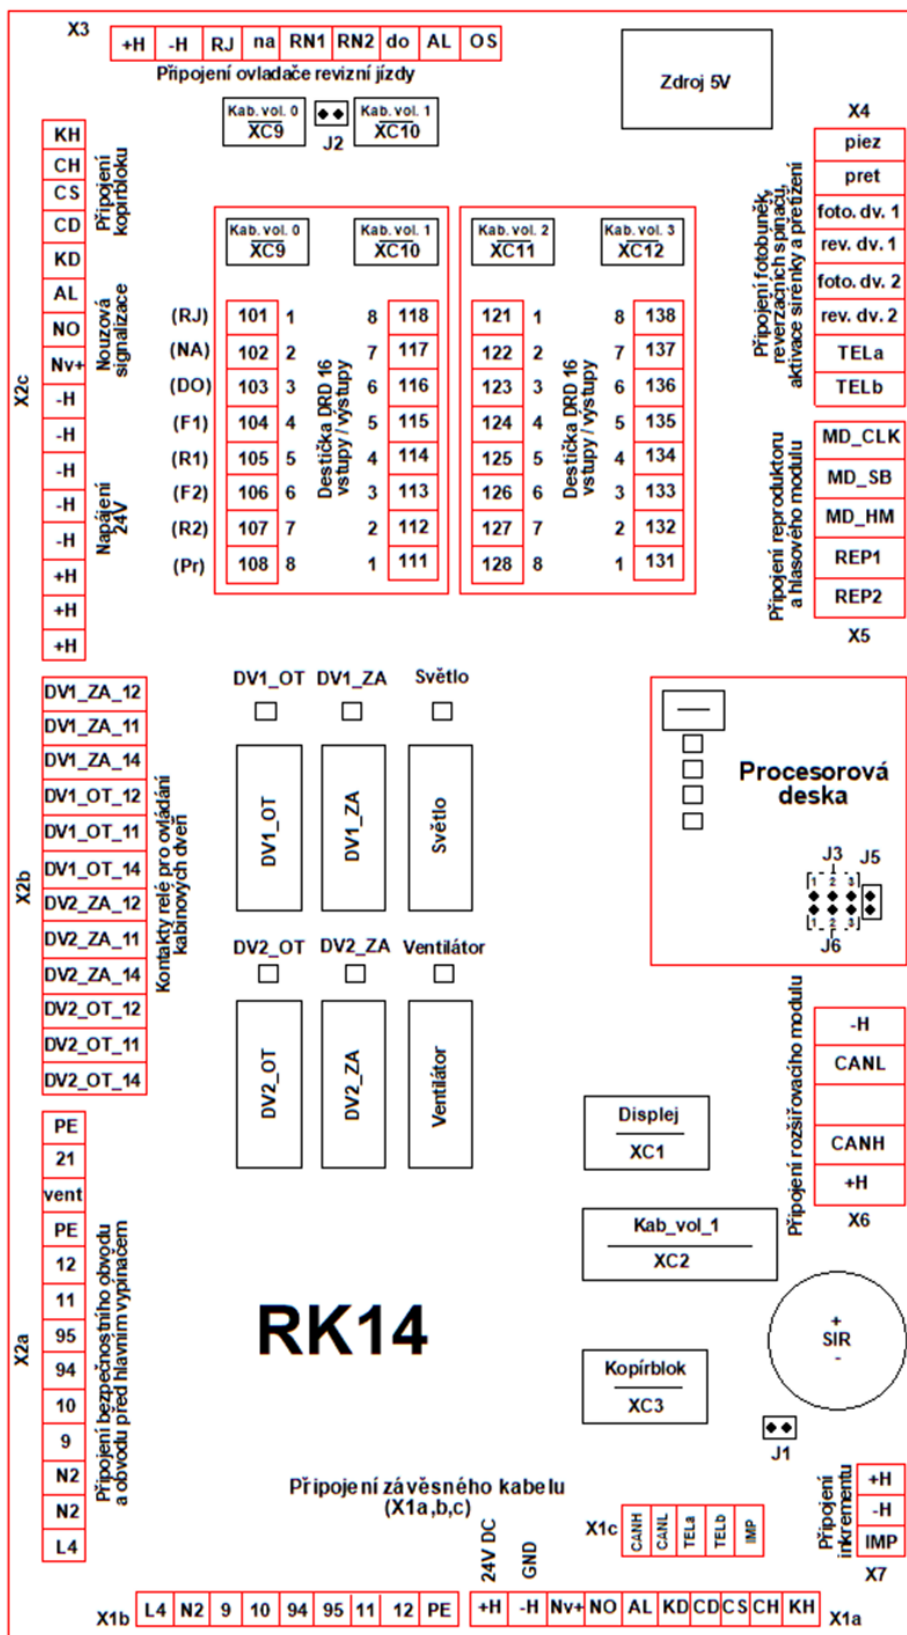 X3
+H -H RJ na RN1 RN2 do AL OS
Připojení ovladače revizní jízdy
Kab. vol. 0
XC9
J2
Kab. vol. 1
XC10
Zdroj 5V
X2c
KH
CH
CS
CD
KD
AL
NO
Nv+
-H
-H
-H
-H
-H
+H
+H
+H
Připojení
kopírbloku
Nouzová
signalizace
Napájení
24V
Kab. vol. 0
XC9
Kab. vol. 1
XC10
(RJ) 101 1 8 118
(NA) 102 2 7 117
(DO) 103 3 6 116
(F1) 104 4 5 115
(R1) 105 5 4 114
(F2) 106 6 3 113
(R2) 107 7 2 112
(Pr) 108 8 1 111
Destička DRD 16
vstupy / výstupy
Kab. vol. 2
XC11
Kab. vol. 3
XC12
121 1 8 138
122 2 7 137
123 3 6 136
124 4 5 135
125 5 4 134
126 6 3 133
127 7 2 132
128 8 1 131
Destička DRD 16
vstupy / výstupy
X4
piez
pret
foto. dv. 1
rev. dv. 1
foto. dv. 2
rev. dv. 2
TELa
TELb
Připojení fotobuněk,
reverzačních spínačů,
aktivace sirénky a přetížení
MD_CLK
MD_SB
MD_HM
REP1
REP2
X5
Připojení reproduktoru
a hlasového modulu
X2b
DV1_ZA_12
DV1_ZA_11
DV1_ZA_14
DV1_OT_12
DV1_OT_11
DV1_OT_14
DV2_ZA_12
DV2_ZA_11
DV2_ZA_14
DV2_OT_12
DV2_OT_11
DV2_OT_14
Kontakty relé pro ovládání
kabinových dveří
DV1_OT DV1_ZA Světlo
DV1_OT DV1_ZA Světlo
DV2_OT DV2_ZA Ventilátor
DV2_OT DV2_ZA Ventilátor
Procesorová
deska
J3 J5
1 2 3
1 2 3
J6
-H
CANL
CANH
+H
X6
Připojení rozšiřovacího modulu
Displej
XC1
Kab_vol_1
XC2
Kopírblok
XC3
+
SIR
-
J1
RK14
X2a
PE
21
vent
PE
12
11
95
94
10
9
N2
N2
L4
Připojení bezpečnostního obvodu
a obvodu před hlavním vypínačem
Připojení závěsného kabelu
(X1a,b,c)
24V DC
GND
X1c
CANH CANL TELa TELb IMP
Připojení
inkrementu
+H
-H
IMP
X7
X1b L4 N2 9 10 94 95 11 12 PE
+H -H Nv+ NO AL KD CD CS CH KH X1a